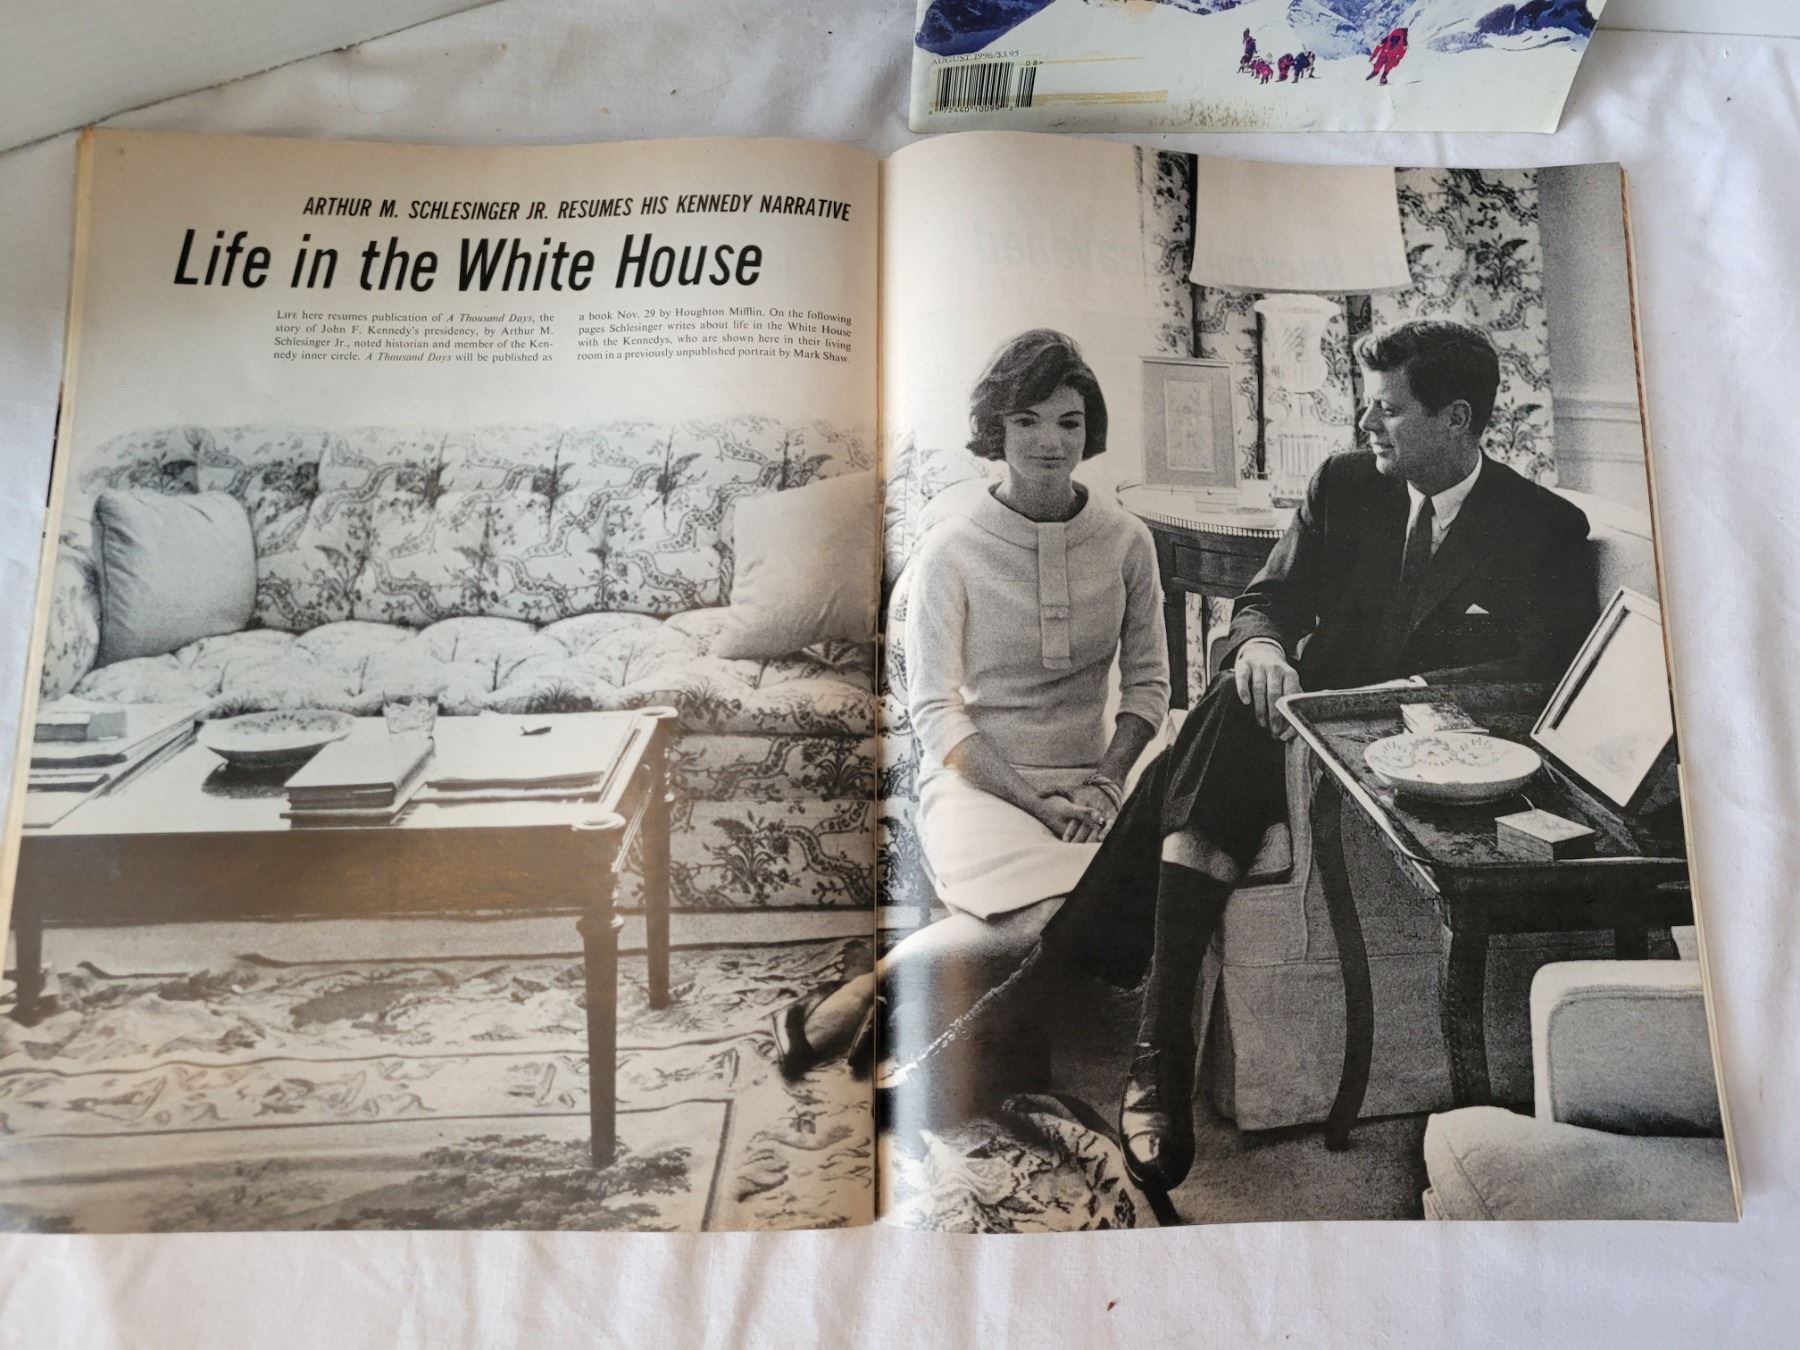 AUGUST 1996/$3.95
08>
72440 10099
ARTHUR M. SCHLESINGER JR. RESUMES HIS KENNEDY NARRATIVE
Life in the White House
LIFE here resumes publication of A Thousand Days, the
story of John F. Kennedy's presidency, by Arthur M.
Schlesinger Jr., noted historian and member of the Ken-
nedy inner circle. A Thousand Days will be published as
a book Nov. 29 by Houghton Mifflin. On the following
pages Schlesinger writes about life in the White House
with the Kennedys, who are shown here in their living
room in a previously unpublished portrait by Mark Shaw.